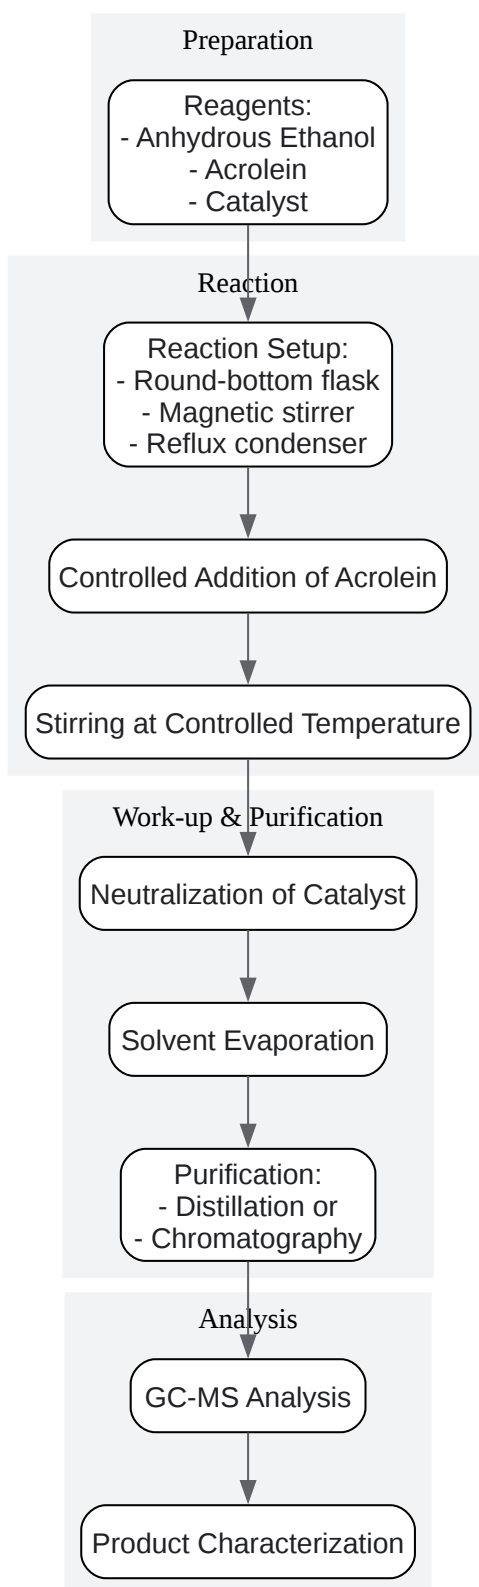 Preparation
Reagents:
- Anhydrous Ethanol
- Acrolein
- Catalyst
Reaction
Reaction Setup:
- Round-bottom flask
- Magnetic stirrer
- Reflux condenser
Controlled Addition of Acrolein
Stirring at Controlled Temperature
Work-up & Purification
Neutralization of Catalyst
Solvent Evaporation
Purification:
- Distillation or
- Chromatography
Analysis
GC-MS Analysis
Product Characterization